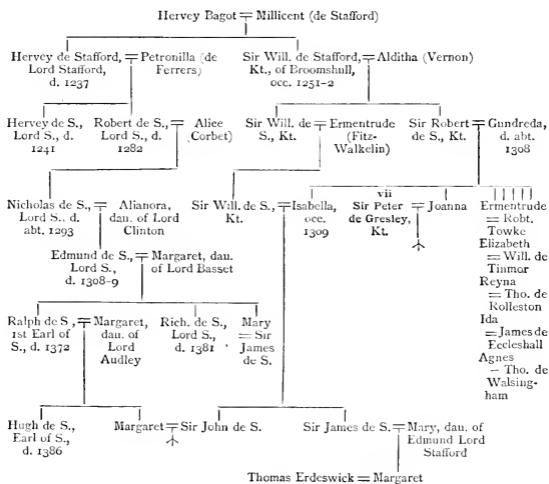 Hervey Bagot ╤ Millicent (de Stafford)
Hervey de Stafford, ╤ Petronilla (de
Lord Stafford, Ferrers)
d. 1237
Sir Will. de Stafford, ╤ Alditha (Vernon)
Kt., of Broomshull,
occ. 1251-2
Hervey de S.,
Lord S., d.
1241
Robert de S., ╤ Alice
Lord S., d. (Corbet)
1282
Sir Will. de ╤ Ermentrude
S., Kt. (Fitz-
Walkelin)
Sir Robert ╤ Gundreda,
de S., Kt. d. abt.
1308
Nicholas de S., ╤ Alianora,
Lord S.. d. dau. of Lord
abt. 1293 Clinton
Sir Will. de S., ╤ Isabella,
Kt. occ.
1309
vii
Sir Peter ╤ Joanna
de Gresley,
Kt.
Ermentrude
= Robt.
Towke
Elizabeth
= Will. de
Tinmor
Reyna
= Tho. de
Rolleston
Ida
= James de
Eccleshall
Agnes
– Tho. de
Walsing-
ham
Edmund de S., ╤ Margaret, dau.
Lord S., of Lord Basset
d. 1308-9
Ralph de S , ╤ Margaret,
1st Earl of dau. of
S., d. 1372 Lord
Audley
Rich. de S.,
Lord S.,
d. 1381
Mary
= Sir
James
de S.
Hugh de S.,
Earl of S.,
d. 1386
Margaret ╤ Sir John de S.
Sir James de S. ╤ Mary, dau. of
Edmund Lord
Stafford
Thomas Erdeswick = Margaret